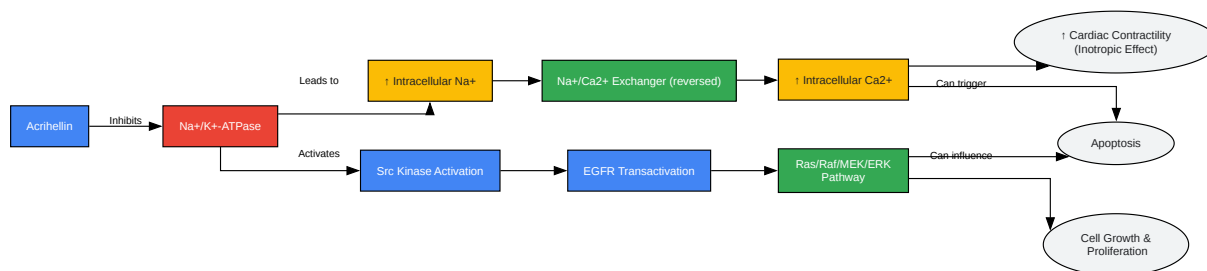 ↑ Cardiac Contractility
(Inotropic Effect)
Leads to
↑ Intracellular Na+
Na+/Ca2+ Exchanger (reversed)
↑ Intracellular Ca2+
Can trigger
Acrihellin
Inhibits
Na+/K+-ATPase
Apoptosis
Activates
Src Kinase Activation
EGFR Transactivation
Ras/Raf/MEK/ERK
Pathway
Can influence
Cell Growth &
Proliferation